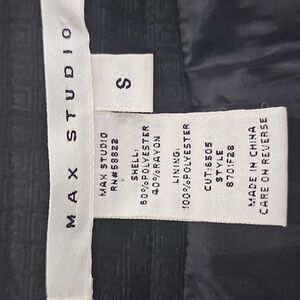 MAX STUDIO
S
MAX STUDIO
RN#58822
SHELL:
60%POLYESTER
40%RAYON
LINING:
100%POLYESTER
CUT:6505
STYLE
8701F28
MADE IN CHINA
CARE ON REVERSE